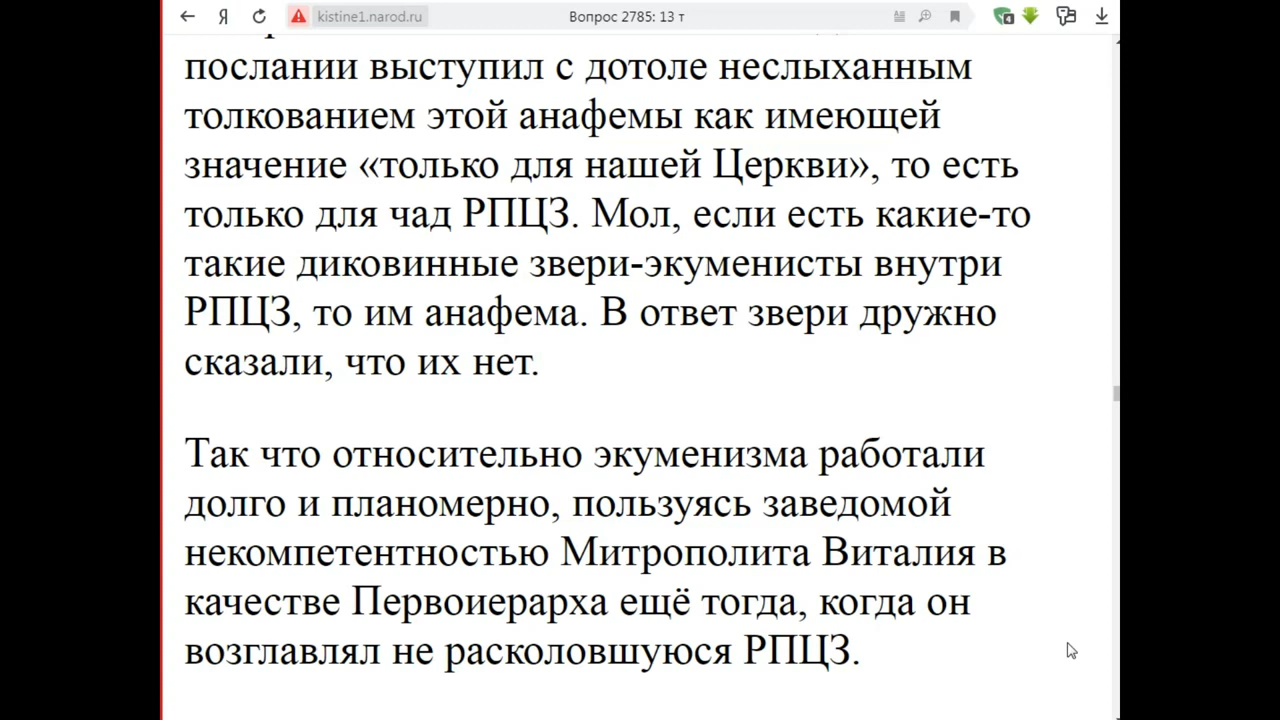 kistine1.narod.ru
Вопрос 2785: 13 т
4
послании выступил с дотоле неслыханным
толкованием этой анафемы как имеющей
значение «только для нашей Церкви», то есть
только для чад РПЦЗ. Мол, если есть какие-то
такие диковинные звери-экуменисты внутри
РПЦЗ, то им анафема. В ответ звери дружно
сказали, что их нет.
Так что относительно экуменизма работали
долго и планомерно, пользуясь заведомой
некомпетентностью Митрополита Виталия в
качестве Первоиерарха ещё тогда, когда он
возглавлял не расколовшуюся РПЦЗ.